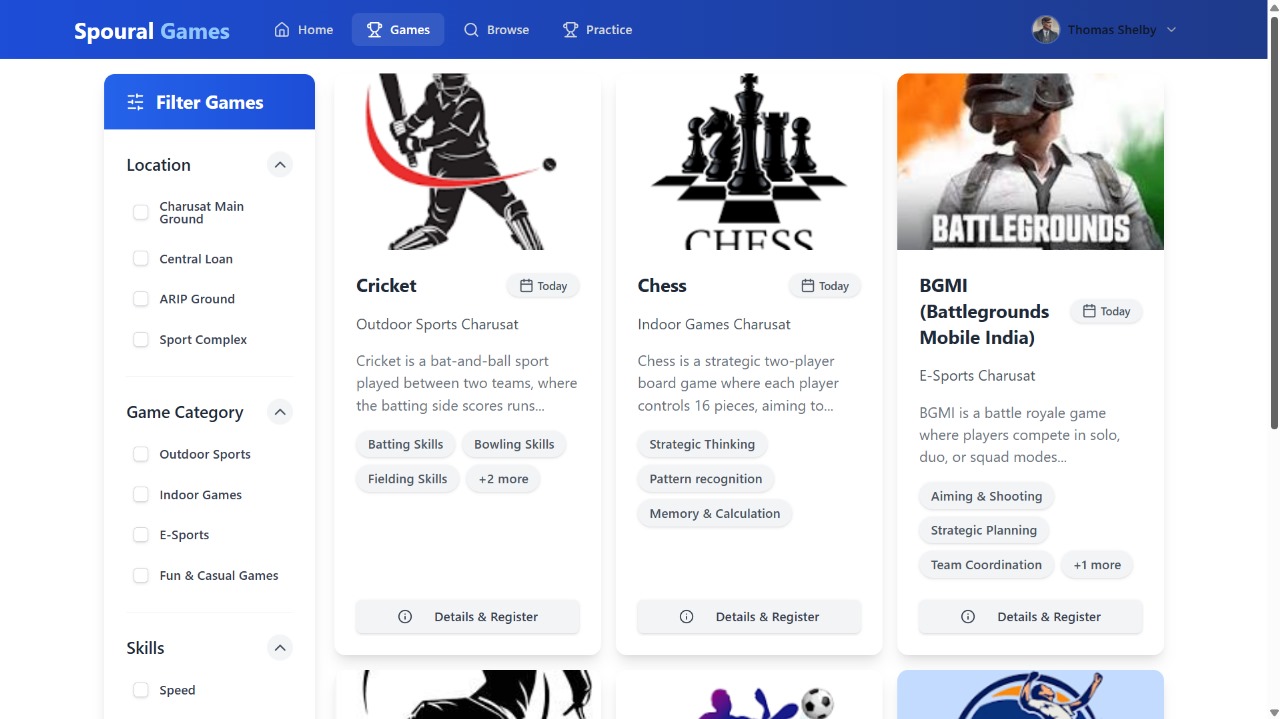 Spoural Games
Home
Games
Browse
Practice
Thomas Shelby
Filter Games
Location
Charusat Main
Ground
Central Loan
ARIP Ground
Sport Complex
Game Category
Outdoor Sports
Indoor Games
E-Sports
Fun & Casual Games
Skills
Speed
Cricket
Today
Outdoor Sports Charusat
Cricket is a bat-and-ball sport
played between two teams, where
the batting side scores runs...
Batting Skills
Bowling Skills
Fielding Skills
+2 more
Details & Register
CHESS
Chess
Today
Indoor Games Charusat
Chess is a strategic two-player
board game where each player
controls 16 pieces, aiming to...
Strategic Thinking
Pattern recognition
Memory & Calculation
Details & Register
BATTLEGROUNDS
BGMI
(Battlegrounds
Mobile India)
Today
E-Sports Charusat
BGMI is a battle royale game
where players compete in solo,
duo, or squad modes...
Aiming & Shooting
Strategic Planning
Team Coordination
+1 more
Details & Register